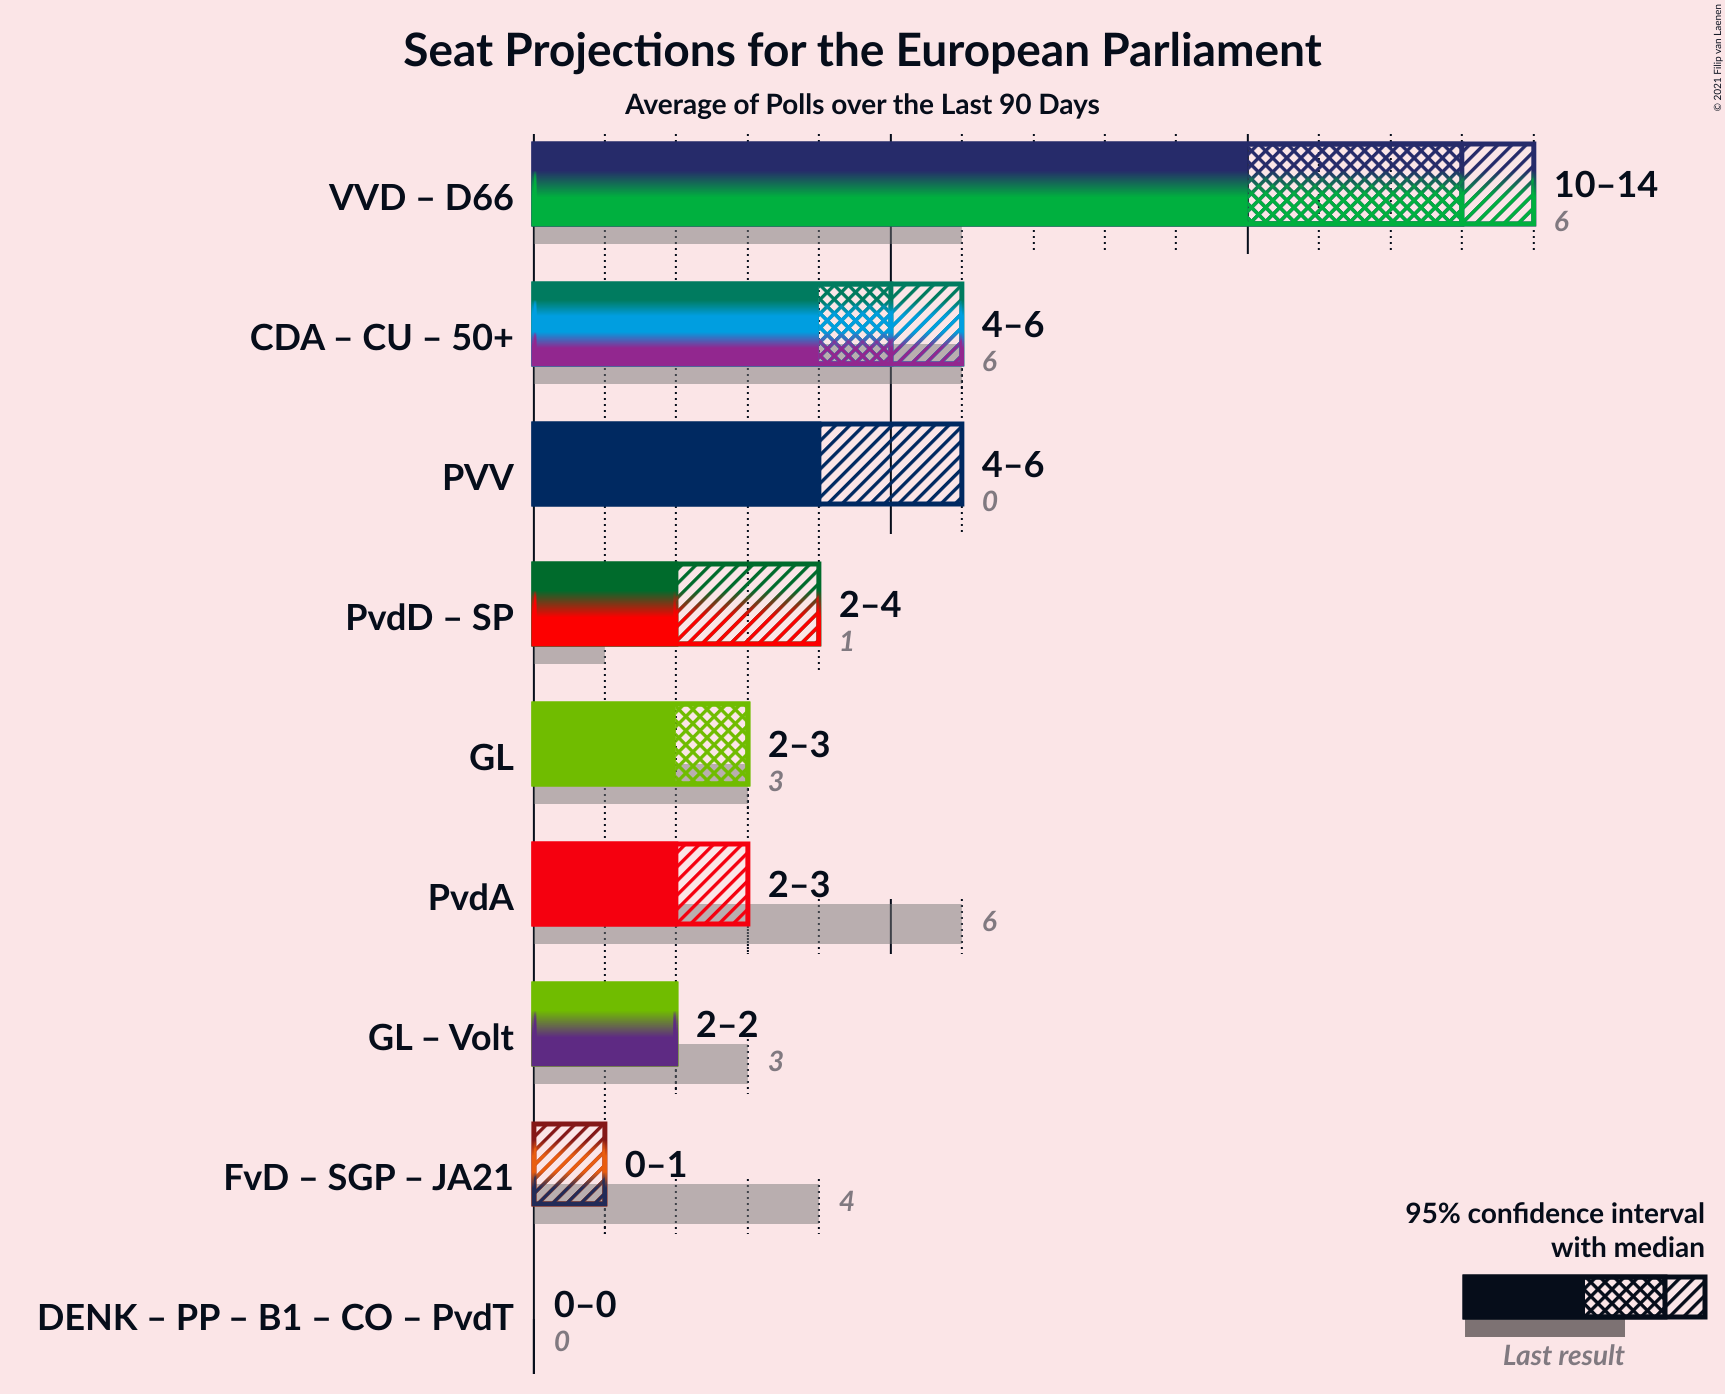 Seat Projections for the European Parliament
Average of Polls over the Last 90 Days
© 2021 Filip van Laenen
VVD – D66
10–14
6
CDA – CU – 50+
4–6
6
PVV
4–6
0
PvdD – SP
2–4
1
GL
2–3
3
PvdA
2–3
6
GL – Volt
2–2
3
FvD – SGP – JA21
0–1
4
DENK – PP – B1 – CO – PvdT
0–0
0
95% confidence interval
with median
Last result